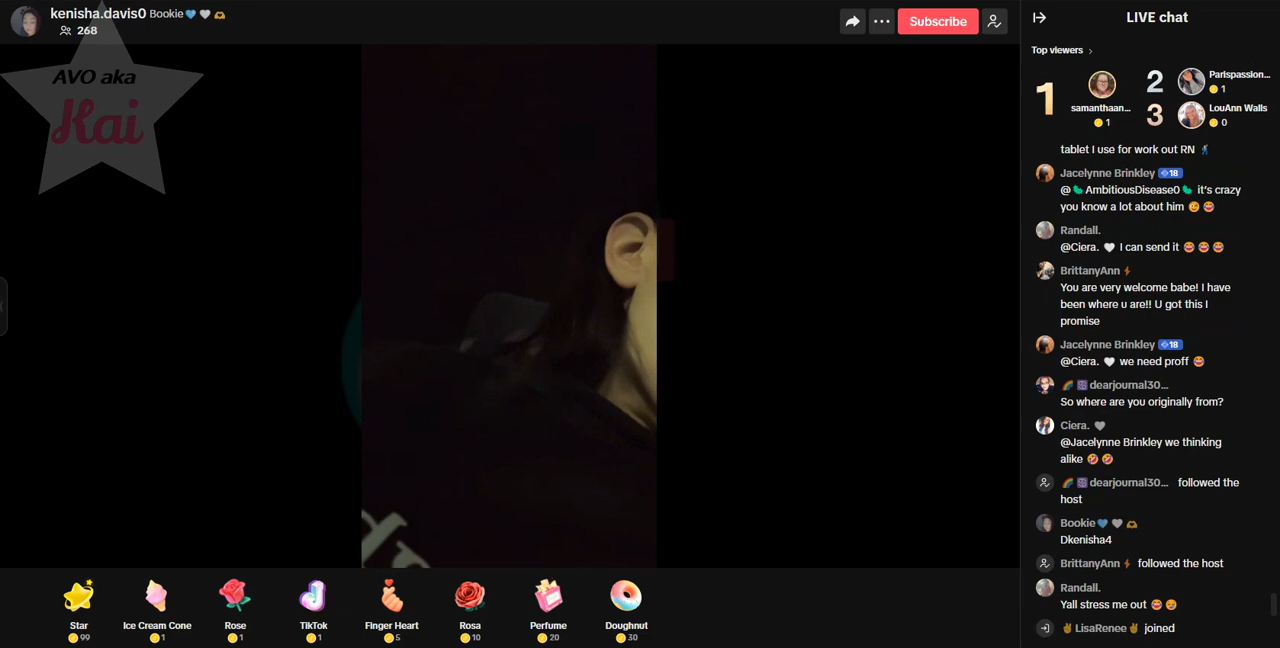 kenisha.davis0 Bookie💙🤍🫶
268
Subscribe
AVO aka
Kai
Star
99
Ice Cream Cone
1
Rose
1
TikTok
1
Finger Heart
5
Rosa
10
Perfume
20
Doughnut
30
LIVE chat
Top viewers
1
samanthaan...
1
2
Parlspassion...
1
3
LouAnn Walls
0
tablet I use for work out RN
Jacelynne Brinkley 18
@🦠AmbitiousDisease0🦠 it's crazy
you know a lot about him 🤨 😂
Randall.
@Ciera. 🤍 I can send it 😂 😂 😂
BrittanyAnn⚡
You are very welcome babe! I have
been where u are!! U got this I
promise
Jacelynne Brinkley 18
@Ciera. 🤍 we need proff 😂
🌈dearjournal30...
So where are you originally from?
Ciera. 🤍
@Jacelynne Brinkley we thinking
alike 🤣 🤣
🌈dearjournal30... followed the
host
Bookie💙🤍🫶
Dkenisha4
BrittanyAnn⚡ followed the host
Randall.
Yall stress me out 😂
✌LisaRenee✌ joined